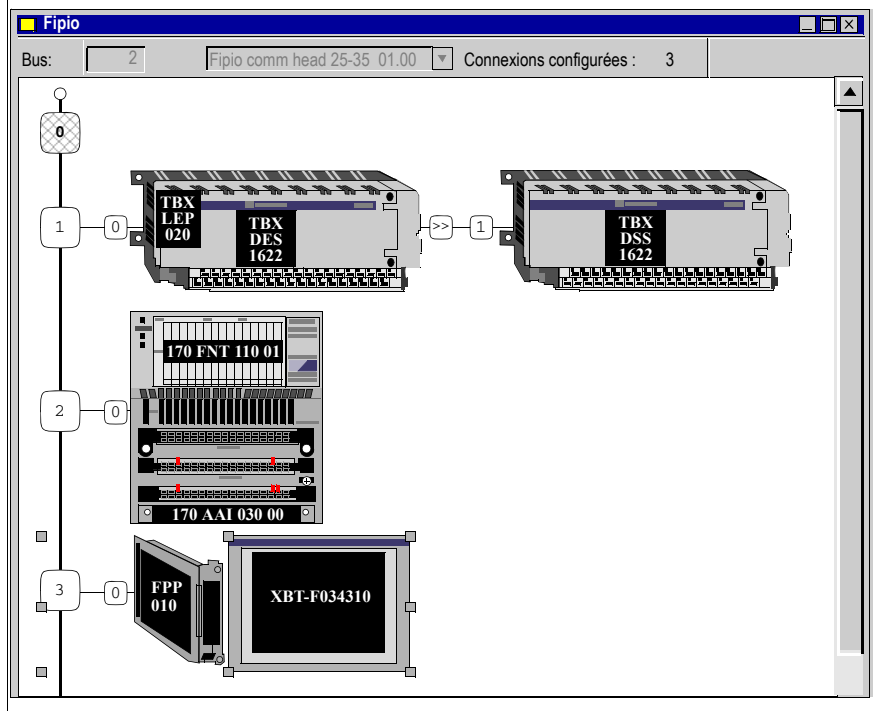 Fipio
Bus: 2 Fipio comm head 25-35 01.00 Connexions configurées : 3
0
1 0 >> 1
TBX
LEP
020
TBX
DES
1622
TBX
DSS
1622
170 FNT 110 01
2 0
170 AAI 030 00
3 0
FPP
010
XBT-F034310